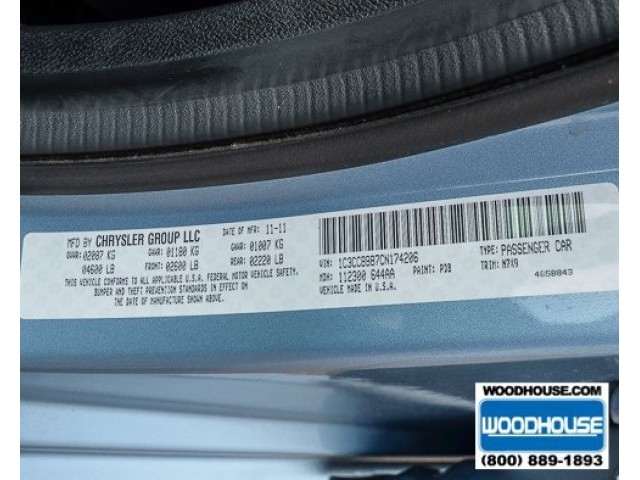 MFD BY CHRYSLER GROUP LLC DATE OF MFR: 11-11
GVWR: 02087 KG GAWR: 01180 KG GAWR: 01007 KG
04600 LB FRONT: 02600 LB REAR: 02220 LB
THIS VEHICLE CONFORMS TO ALL APPLICABLE U.S.A. FEDERAL MOTOR VEHICLE SAFETY,
BUMPER AND THEFT PREVENTION STANDARDS IN EFFECT
ON THE DATE OF MANUFACTURE SHOWN ABOVE.
VIN: 1C3CCBBB7CN174206 TYPE: PASSENGER CAR
MDH: 112300 644AA PAINT: PDB TRIM: N7X9
VEHICLE MADE IN U.S.A. 4658843
WOODHOUSE.COM
WOODHOUSE
(800) 889-1893